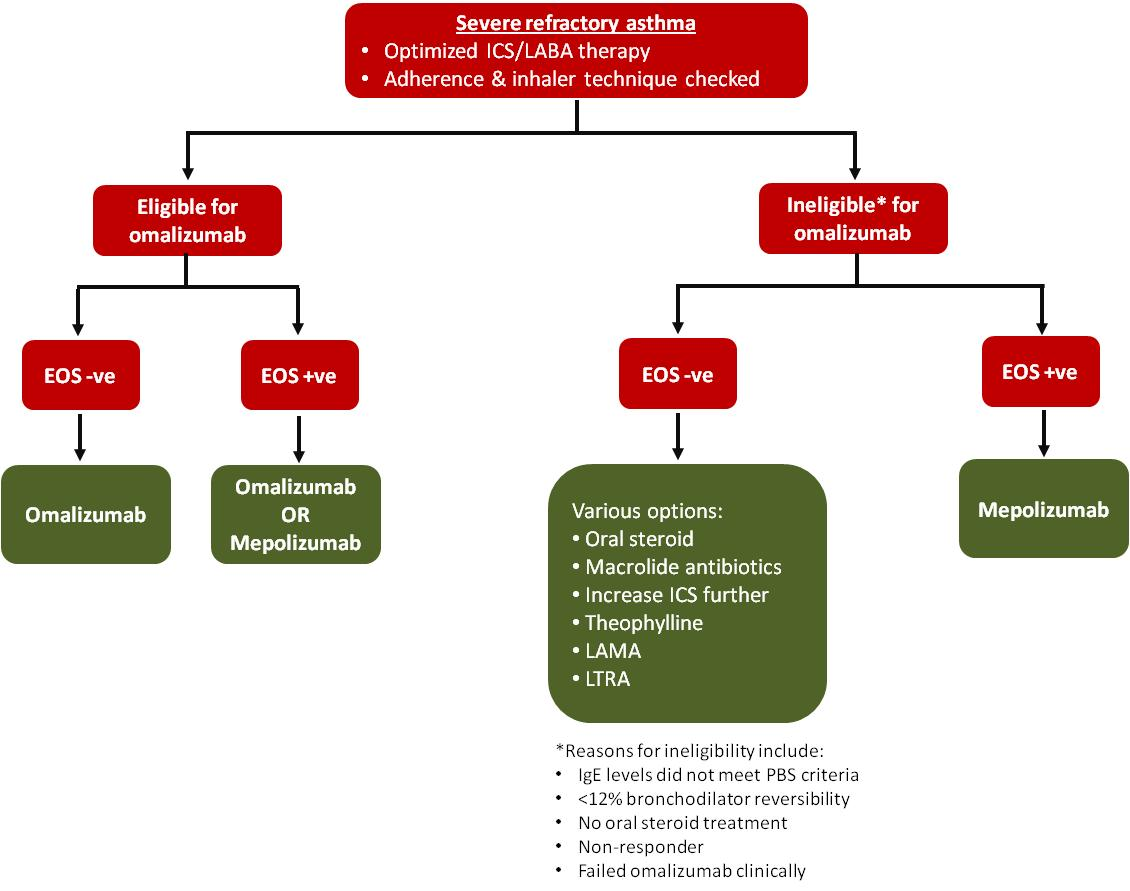 Severe refractory asthma
• Optimized ICS/LABA therapy
• Adherence & inhaler technique checked
Eligible for
omalizumab
Ineligible* for
omalizumab
EOS -ve
EOS +ve
EOS -ve
EOS +ve
Omalizumab
Omalizumab
OR
Mepolizumab
Various options:
• Oral steroid
• Macrolide antibiotics
• Increase ICS further
• Theophylline
• LAMA
• LTRA
Mepolizumab
*Reasons for ineligibility include:
• IgE levels did not meet PBS criteria
• <12% bronchodilator reversibility
• No oral steroid treatment
• Non-responder
• Failed omalizumab clinically